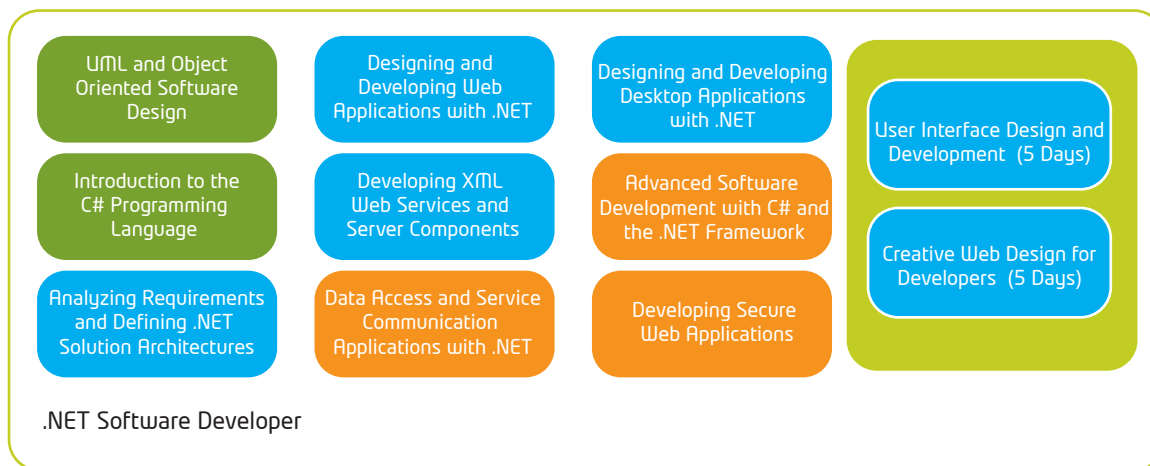 UML and Object
Oriented Software
Design
Introduction to the
C# Programming
Language
Analyzing Requirements
and Defining .NET
Solution Architectures
Designing and
Developing Web
Applications with .NET
Developing XML
Web Services and
Server Components
Data Access and Service
Communication
Applications with .NET
Designing and Developing
Desktop Applications
with .NET
Advanced Software
Development with C# and
the .NET Framework
Developing Secure
Web Applications
User Interface Design and
Development (5 Days)
Creative Web Design for
Developers (5 Days)
.NET Software Developer